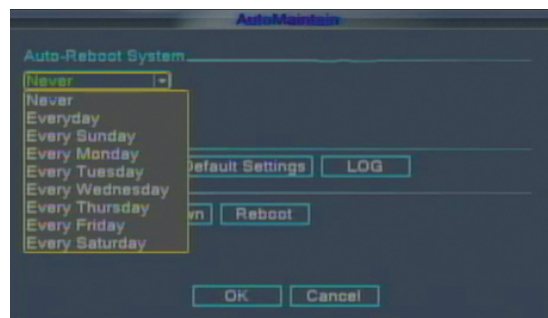 AutoMaintain
Auto-Reboot System
Never
Never
Everyday
Every Sunday
Every Monday
Every Tuesday
Default Settings LOG
Every Wednesday
Every Thursday
Reboot
Every Friday
Every Saturday
OK Cancel